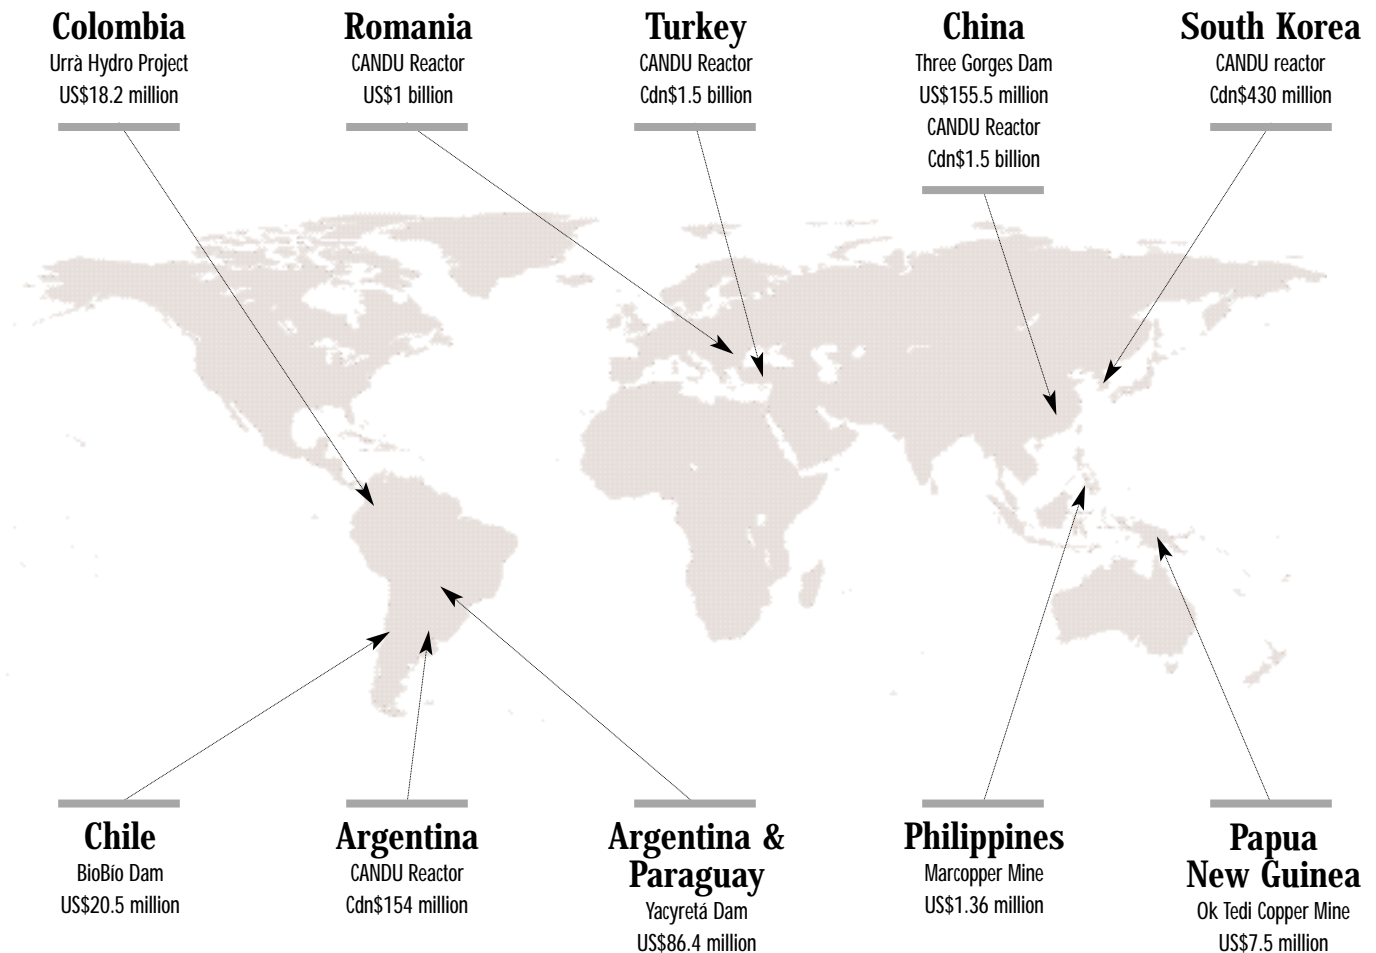 Colombia
Urrà Hydro Project
US$18.2 million
Romania
CANDU Reactor
US$1 billion
Turkey
CANDU Reactor
Cdn$1.5 billion
China
Three Gorges Dam
US$155.5 million
CANDU Reactor
Cdn$1.5 billion
South Korea
CANDU reactor
Cdn$430 million
Chile
BioBío Dam
US$20.5 million
Argentina
CANDU Reactor
Cdn$154 million
Argentina &
Paraguay
Yacyretá Dam
US$86.4 million
Philippines
Marcopper Mine
US$1.36 million
Papua
New Guinea
Ok Tedi Copper Mine
US$7.5 million